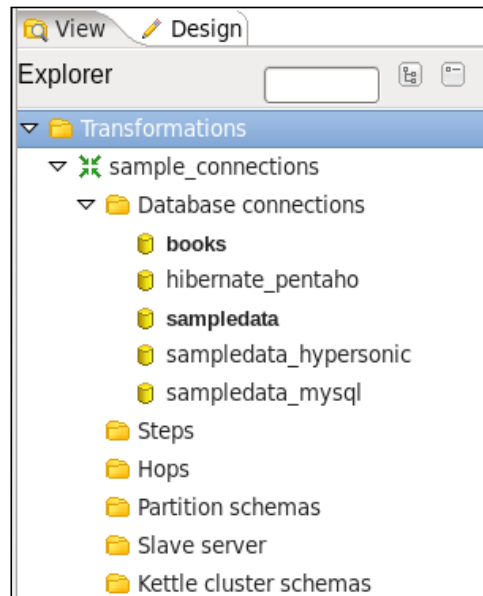 View Design
Explorer
Transformations
sample_connections
Database connections
books
hibernate_pentaho
sampledata
sampledata_hypersonic
sampledata_mysql
Steps
Hops
Partition schemas
Slave server
Kettle cluster schemas